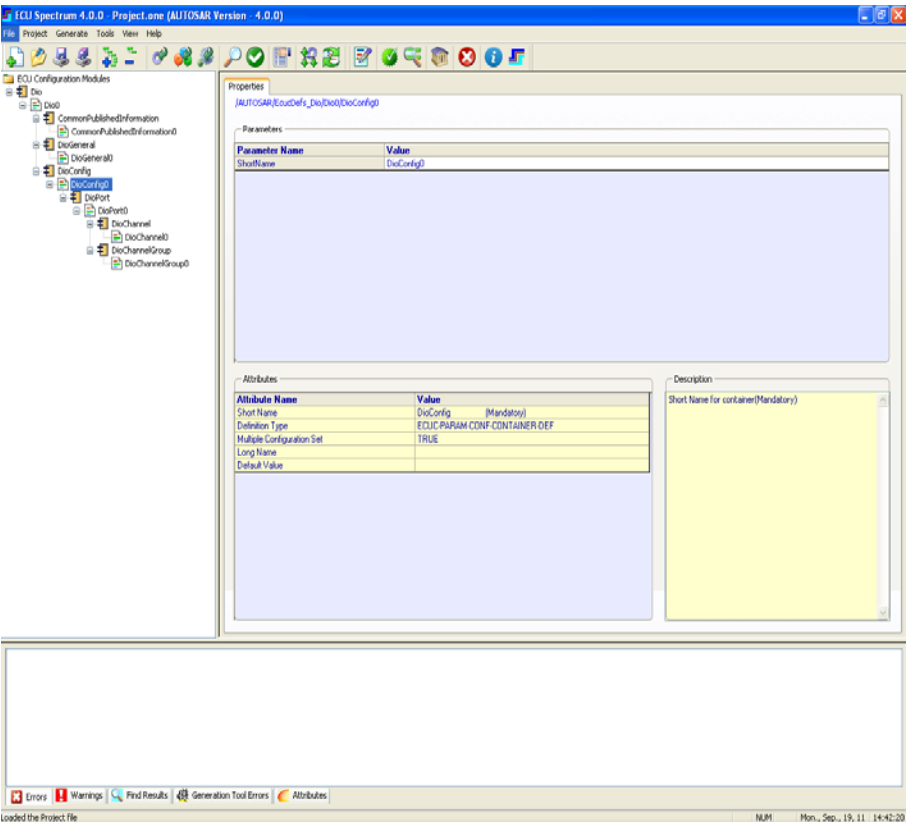 ECU Spectrum 4.0.0 - Project.one (AUTOSAR Version - 4.0.0)
File Project Generate Tools View Help
ECU Configuration Modules
Dio
Dio0
CommonPublishedInformation
CommonPublishedInformation0
DioGeneral
DioGeneral0
DioConfig
DioConfig0
DioPort
DioPort0
DioChannel
DioChannel0
DioChannelGroup
DioChannelGroup0
Properties
/AUTOSAR/EcucDefs_Dio/Dio0/DioConfig0
Parameters
Parameter Name Value
ShortName DioConfig0
Attributes
Attribute Name Value
Short Name DioConfig (Mandatory)
Definition Type ECUC-PARAM-CONF-CONTAINER-DEF
Multiple Configuration Set TRUE
Long Name
Default Value
Description
Short Name for container(Mandatory)
Errors Warnings Find Results Generation Tool Errors Attributes
Loaded the Project file NUM Mon., Sep., 19, 11 14:42:20